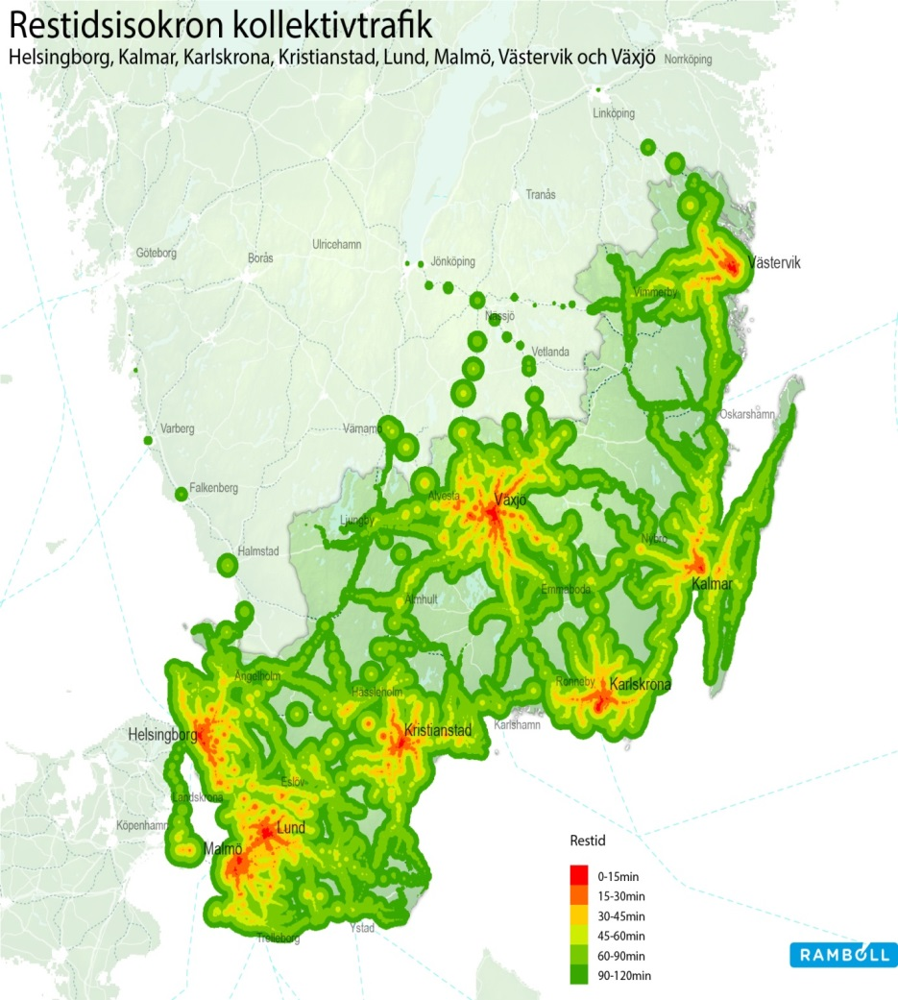 Restidsisokron kollektivtrafik
Helsingborg, Kalmar, Karlskrona, Kristianstad, Lund, Malmö, Västervik och Växjö
Norrköping
Linköping
Tranås
Ulricehamn
Göteborg
Borås
Jönköping
Västervik
Vimmerby
Nässjö
Vetlanda
Oskarshamn
Värnamo
Varberg
Falkenberg
Alvesta
Växjö
Ljungby
Nybro
Halmstad
Kalmar
Emmaboda
Älmhult
Ängelholm
Ronneby
Karlskrona
Hässleholm
Karlshamn
Kristianstad
Helsingborg
Eslöv
Landskrona
Köpenhamn
Lund
Malmö
Ystad
Trelleborg
Restid
0-15min
15-30min
30-45min
45-60min
60-90min
90-120min
RAMBOLL